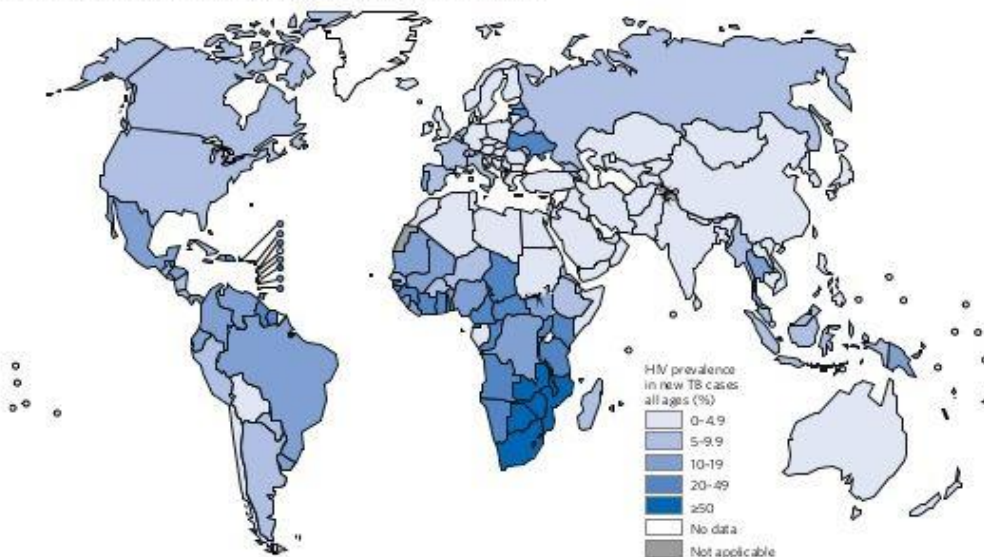 HIV prevalence
in new TB cases
all ages (%)
0–4.9
5–9.9
10–19
20–49
≥50
No data
Not applicable